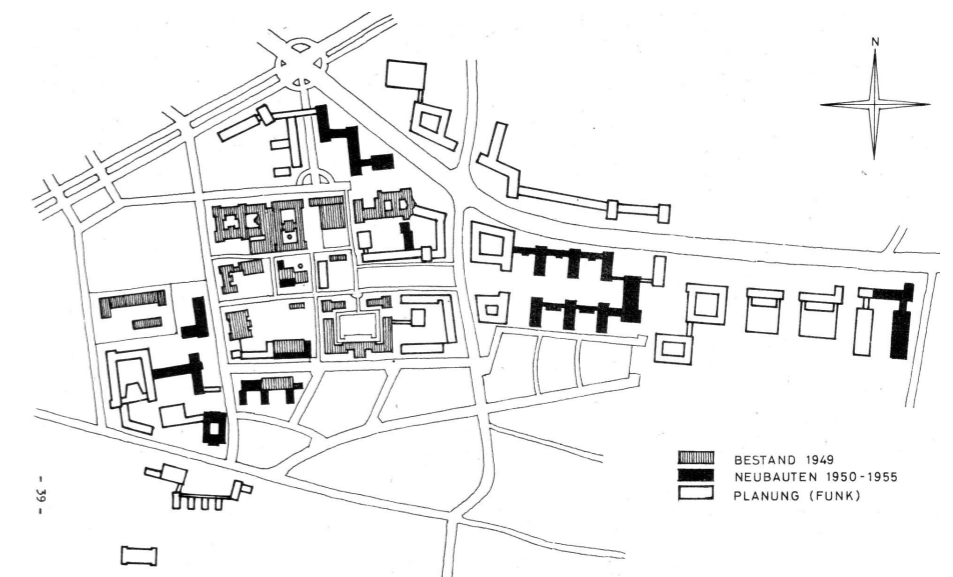 N
BESTAND 1949
NEUBAUTEN 1950-1955
PLANUNG (FUNK)
- 39 -